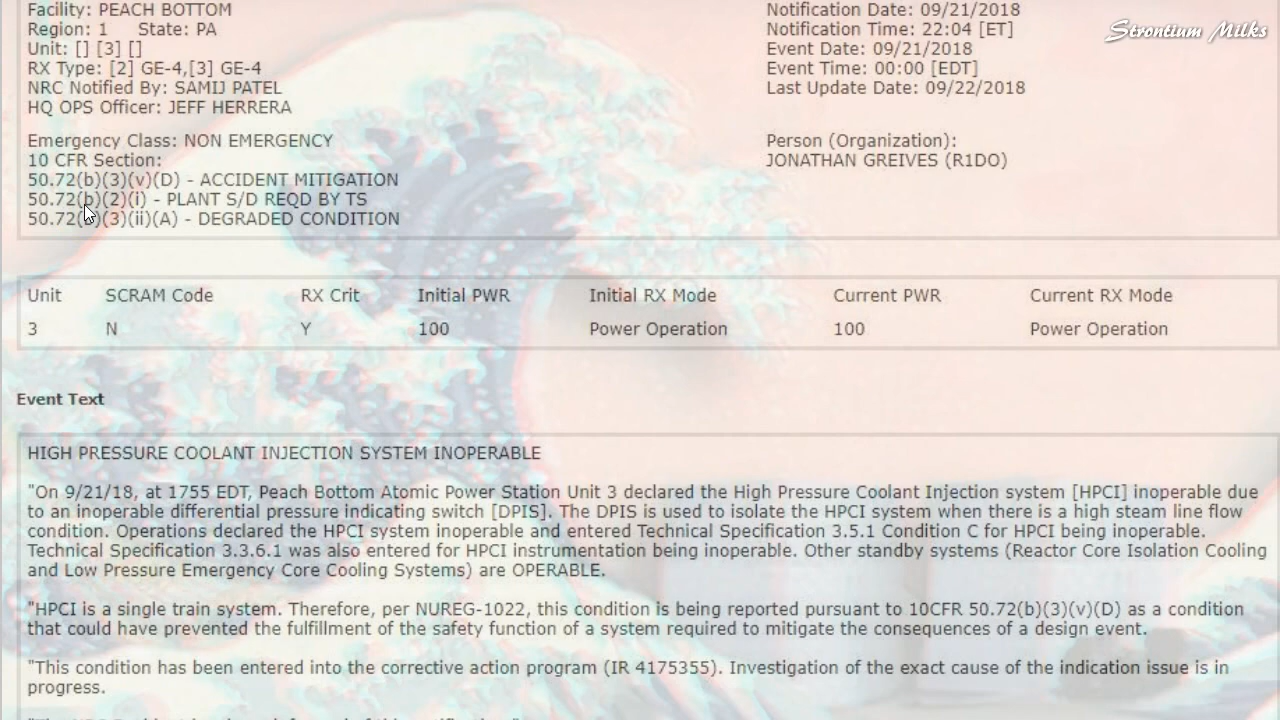 Facility: PEACH BOTTOM
Region: 1 State: PA
Unit: [] [3] []
RX Type: [2] GE-4,[3] GE-4
NRC Notified By: SAMIJ PATEL
HQ OPS Officer: JEFF HERRERA
Notification Date: 09/21/2018
Notification Time: 22:04 [ET]
Event Date: 09/21/2018
Event Time: 00:00 [EDT]
Last Update Date: 09/22/2018
Strontium Milks
Emergency Class: NON EMERGENCY
10 CFR Section:
50.72(b)(3)(v)(D) - ACCIDENT MITIGATION
50.72(b)(2)(i) - PLANT S/D REQD BY TS
50.72(b)(3)(ii)(A) - DEGRADED CONDITION
Person (Organization):
JONATHAN GREIVES (R1DO)
Unit SCRAM Code RX Crit Initial PWR Initial RX Mode Current PWR Current RX Mode
3 N Y 100 Power Operation 100 Power Operation
Event Text
HIGH PRESSURE COOLANT INJECTION SYSTEM INOPERABLE
"On 9/21/18, at 1755 EDT, Peach Bottom Atomic Power Station Unit 3 declared the High Pressure Coolant Injection system [HPCI] inoperable due
to an inoperable differential pressure indicating switch [DPIS]. The DPIS is used to isolate the HPCI system when there is a high steam line flow
condition. Operations declared the HPCI system inoperable and entered Technical Specification 3.5.1 Condition C for HPCI being inoperable.
Technical Specification 3.3.6.1 was also entered for HPCI instrumentation being inoperable. Other standby systems (Reactor Core Isolation Cooling
and Low Pressure Emergency Core Cooling Systems) are OPERABLE.
"HPCI is a single train system. Therefore, per NUREG-1022, this condition is being reported pursuant to 10CFR 50.72(b)(3)(v)(D) as a condition
that could have prevented the fulfillment of the safety function of a system required to mitigate the consequences of a design event.
"This condition has been entered into the corrective action program (IR 4175355). Investigation of the exact cause of the indication issue is in
progress.